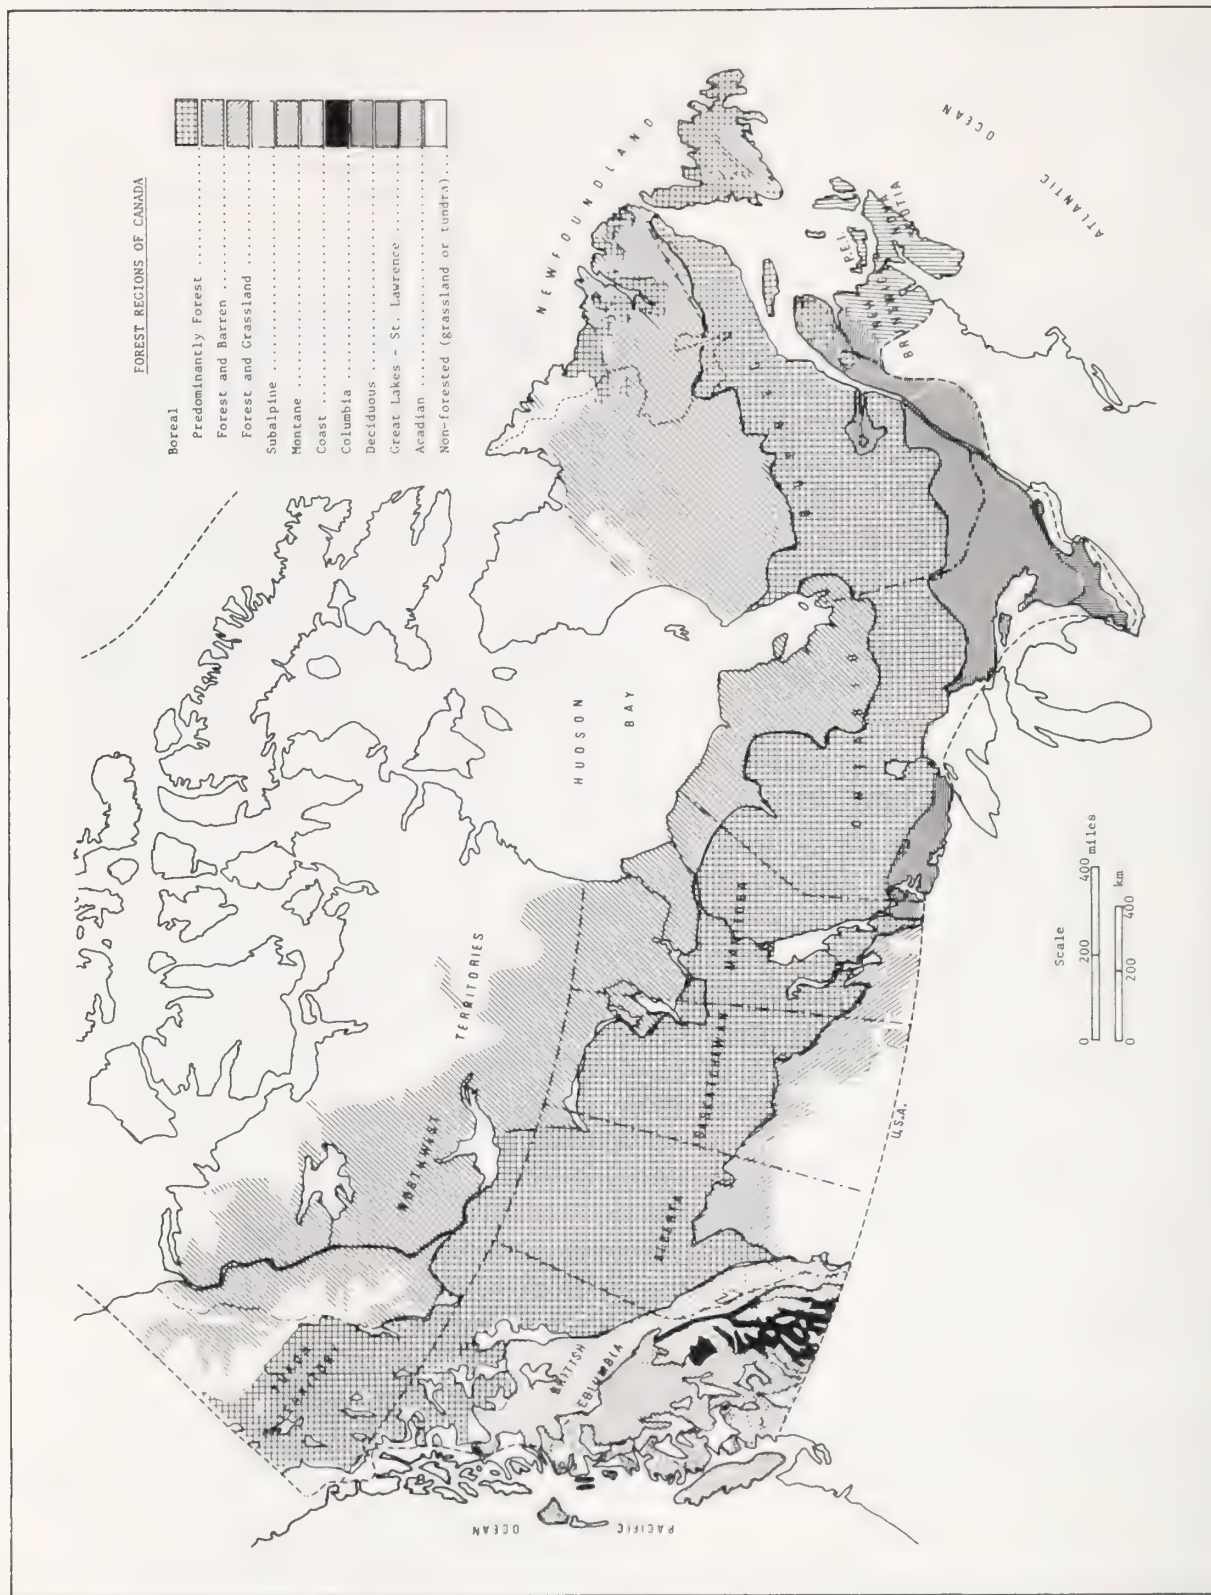 FOREST REGIONS OF CANADA
Boreal
Predominantly Forest
Forest and Barren
Forest and Grassland
Subalpine
Montane
Coast
Columbia
Deciduous
Great Lakes - St. Lawrence
Acadian
Non-forested (grassland or tundra)
NEWFOUNDLAND
ATLANTIC
OCEAN
P.E.I.
NOVA
SCOTIA
NEW
BRUNSWICK
QUEBEC
HUDSON
BAY
ONTARIO
MANITOBA
SASKATCHEWAN
ALBERTA
NORTHWEST
TERRITORIES
YUKON
TERRITORY
BRITISH
COLUMBIA
PACIFIC
OCEAN
U.S.A.
Scale
0 200 400 miles
0 200 400 km